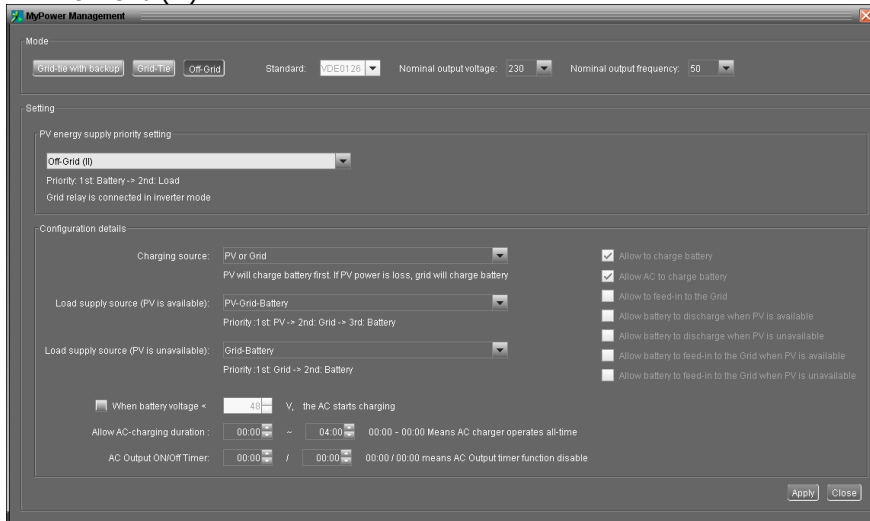 MyPower Management
Mode
Grid-tie with backup Grid-Tie Off-Grid Standard: VDE0126 Nominal output voltage: 230 Nominal output frequency: 50
Setting
PV energy supply priority setting
Off-Grid (II)
Priority: 1st: Battery -> 2nd: Load
Grid relay is connected in inverter mode
Configuration details
Charging source: PV or Grid
PV will charge battery first. If PV power is loss, grid will charge battery
Load supply source (PV is available): PV-Grid-Battery
Priority :1st: PV -> 2nd: Grid -> 3rd: Battery
Load supply source (PV is unavailable): Grid-Battery
Priority :1st: Grid -> 2nd: Battery
Allow to charge battery
Allow AC to charge battery
Allow to feed-in to the Grid
Allow battery to discharge when PV is available
Allow battery to discharge when PV is unavailable
Allow battery to feed-in to the Grid when PV is available
Allow battery to feed-in to the Grid when PV is unavailable
When battery voltage < 48 V, the AC starts charging
Allow AC-charging duration : 00:00 ~ 04:00 00:00 - 00:00 Means AC charger operates all-time
AC Output ON/Off Timer: 00:00 / 00:00 00:00 / 00:00 means AC Output timer function disable
Apply Close